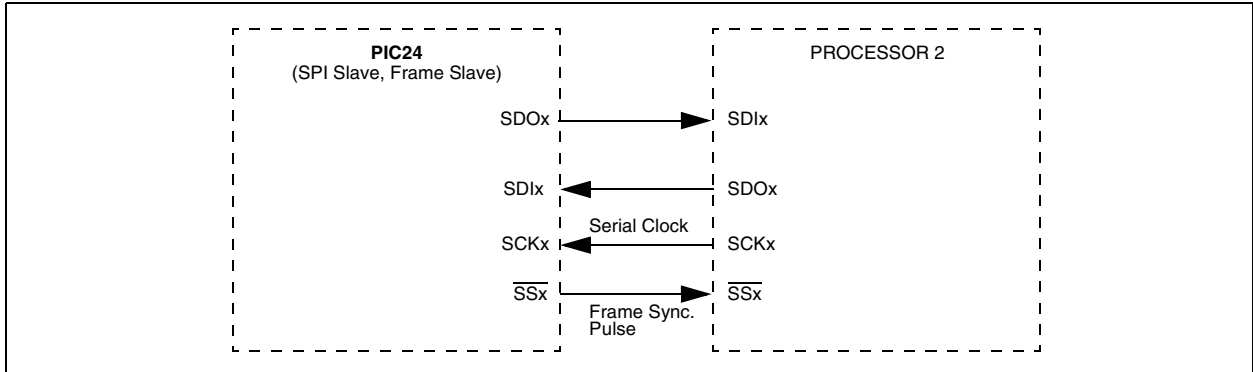 PIC24
(SPI Slave, Frame Slave)
PROCESSOR 2
SDOx
SDIx
SDIx
SDOx
Serial Clock
SCKx
SCKx
SSx
SSx
Frame Sync.
Pulse